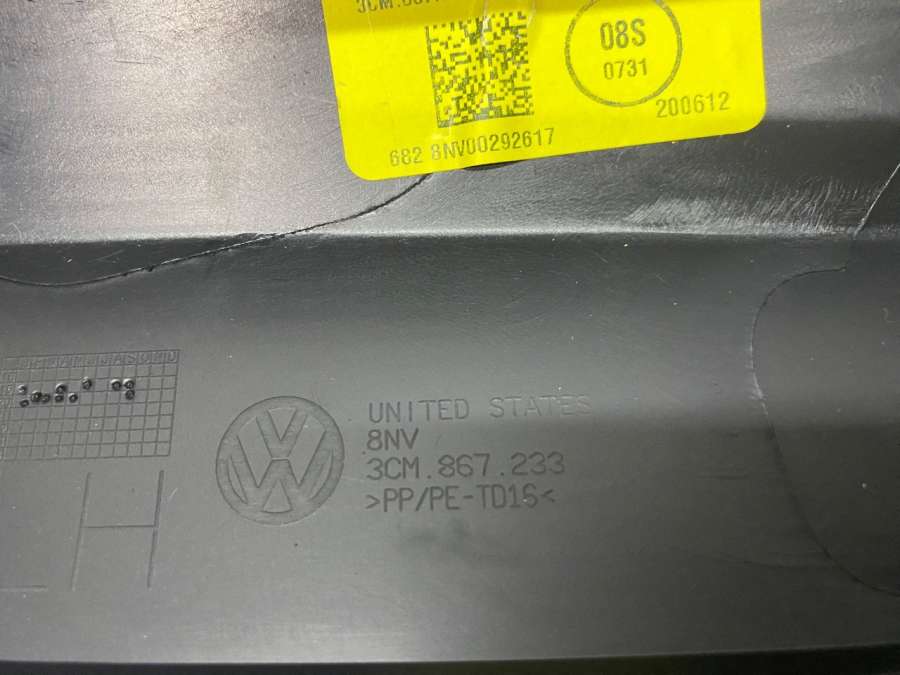 08S
0731
200612
682 8NV00292617
UNITED STATES
8NV
3CM.867.233
>PP/PE-TD16<
LH